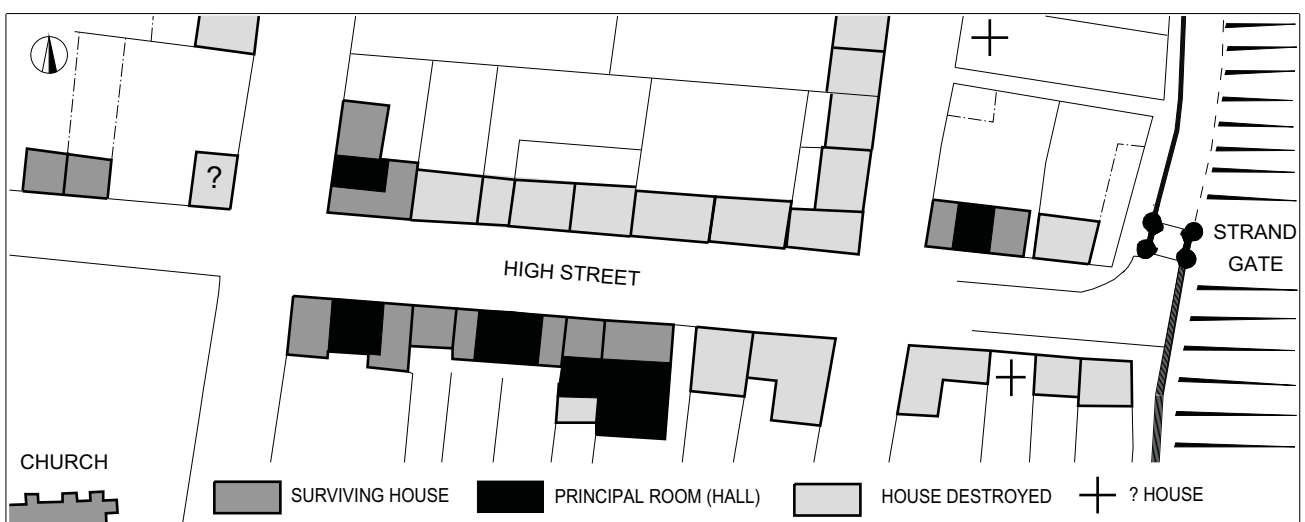 ?
STRAND
GATE
HIGH STREET
CHURCH
SURVIVING HOUSE
PRINCIPAL ROOM (HALL)
HOUSE DESTROYED
? HOUSE